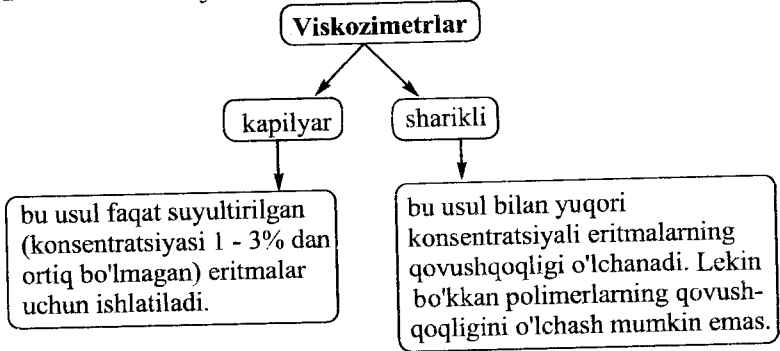 Viskozimetrlar
kapilyar
sharikli
bu usul faqat suyultirilgan
(konsentratsiyasi 1 - 3% dan
ortiq bo'lmagan) eritmalar
uchun ishlatiladi.
bu usul bilan yuqori
konsentratsiyali eritmalarning
qovushqoqligi o'lchanadi. Lekin
bo'kkan polimerlarning qovush-
qoqligini o'lchash mumkin emas.